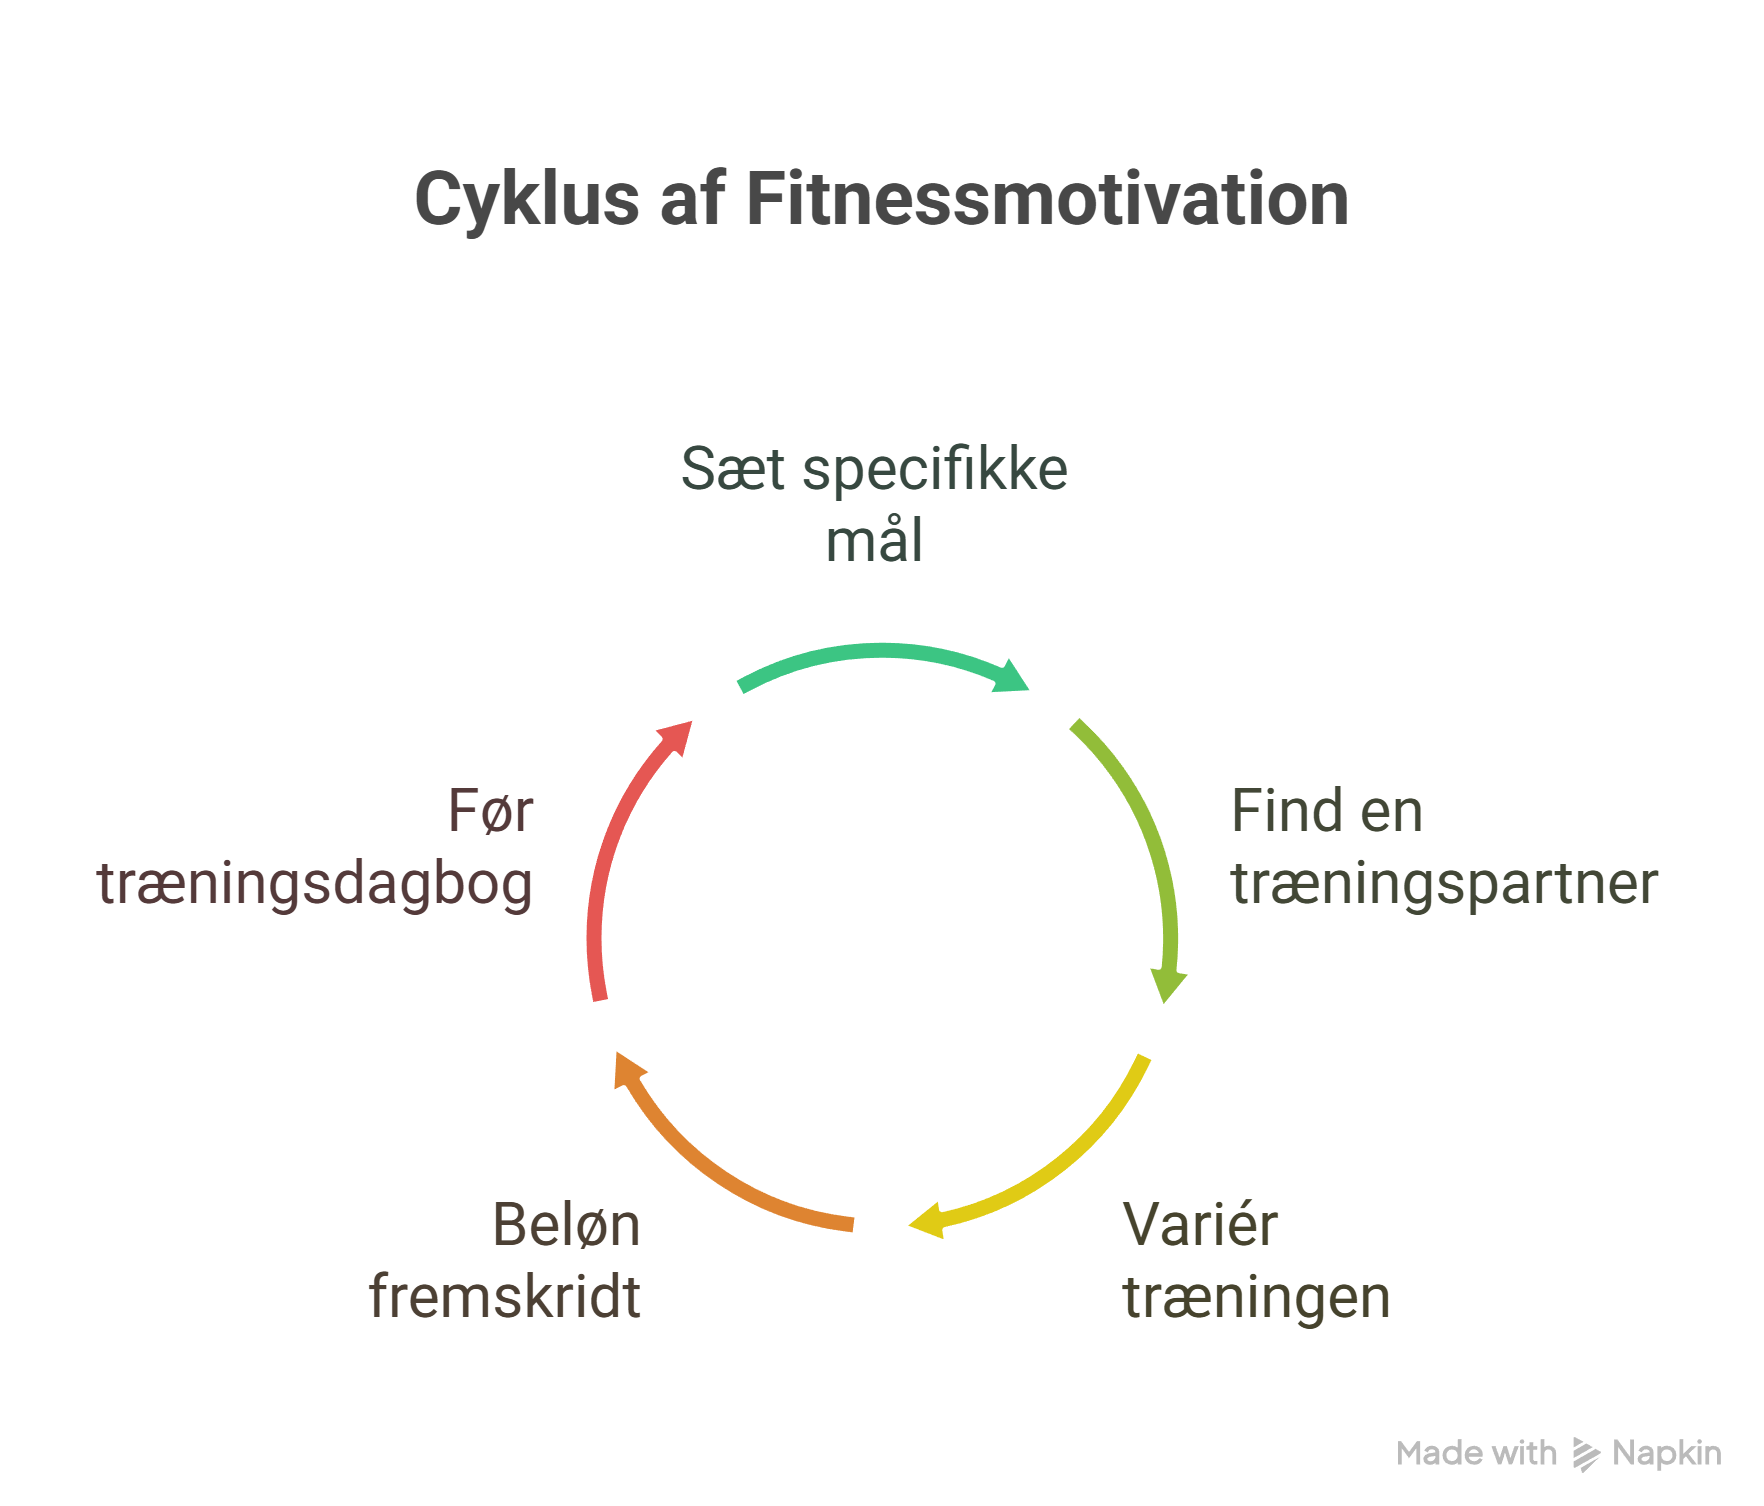 Cyklus af Fitnessmotivation
Sæt specifikke
mål
Find en
træningspartner
Variér
træningen
Beløn
fremskridt
Før
træningsdagbog
Made with Napkin